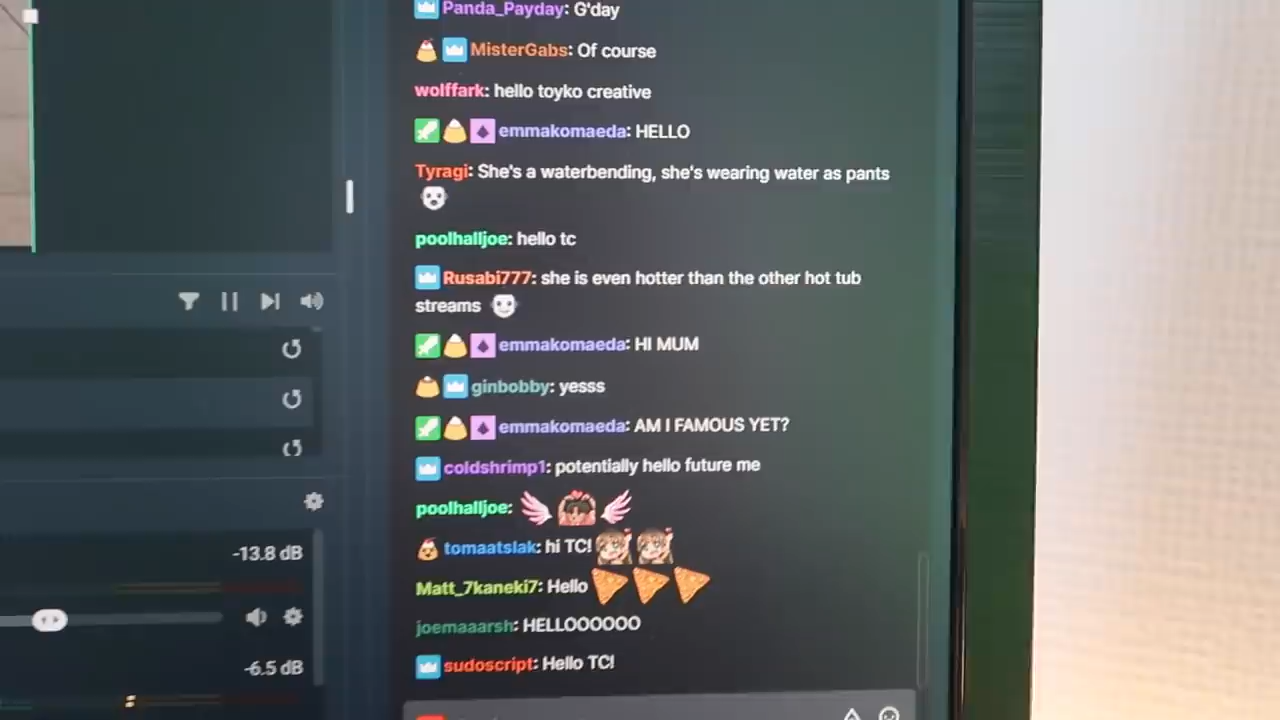 Panda_Payday: G'day
MisterGabs: Of course
wolffark: hello toyko creative
emmakomaeda: HELLO
Tyragi: She's a waterbending, she's wearing water as pants
poolhalljoe: hello tc
Rusabi777: she is even hotter than the other hot tub
streams
emmakomaeda: HI MUM
ginbobby: yesss
emmakomaeda: AM I FAMOUS YET?
coldshrimp1: potentially hello future me
poolhalljoe:
tomaatslak: hi TC!
Matt_7kaneki7: Hello
joemaaarsh: HELLOOOOOO
sudoscript: Hello TC!
-13.8 dB
-6.5 dB